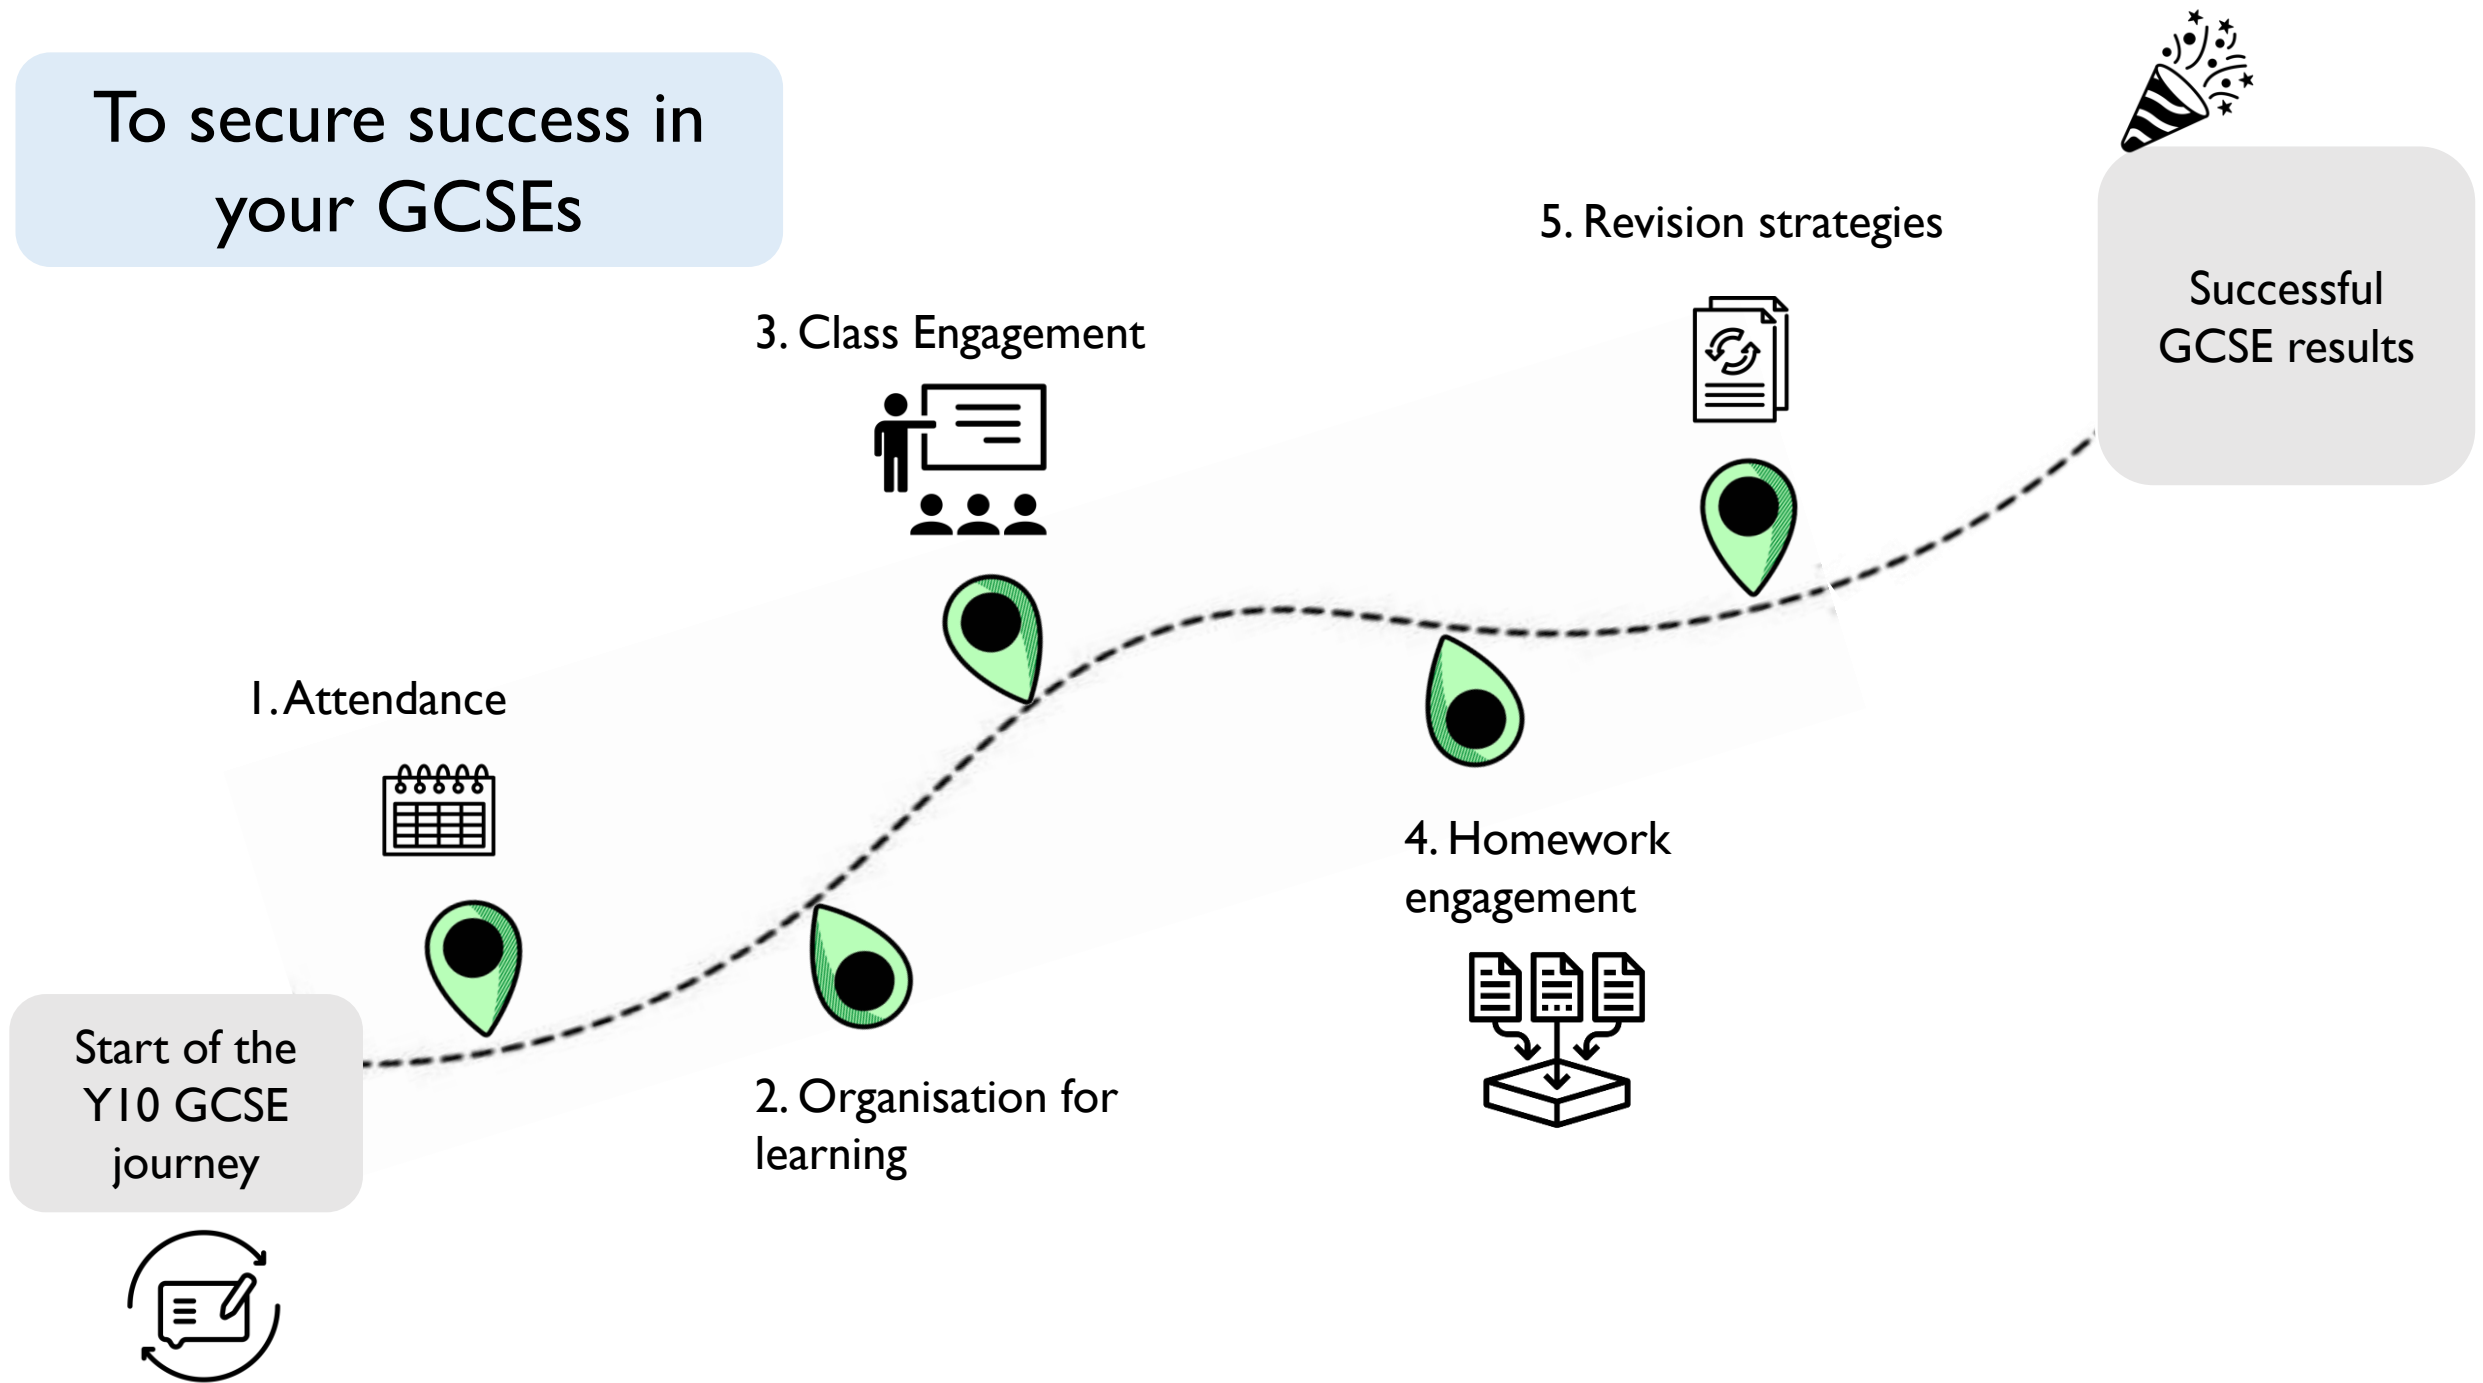 To secure success in
your GCSEs
5. Revision strategies
Successful
GCSE results
3. Class Engagement
1. Attendance
4. Homework
engagement
Start of the
Y10 GCSE
journey
2. Organisation for
learning